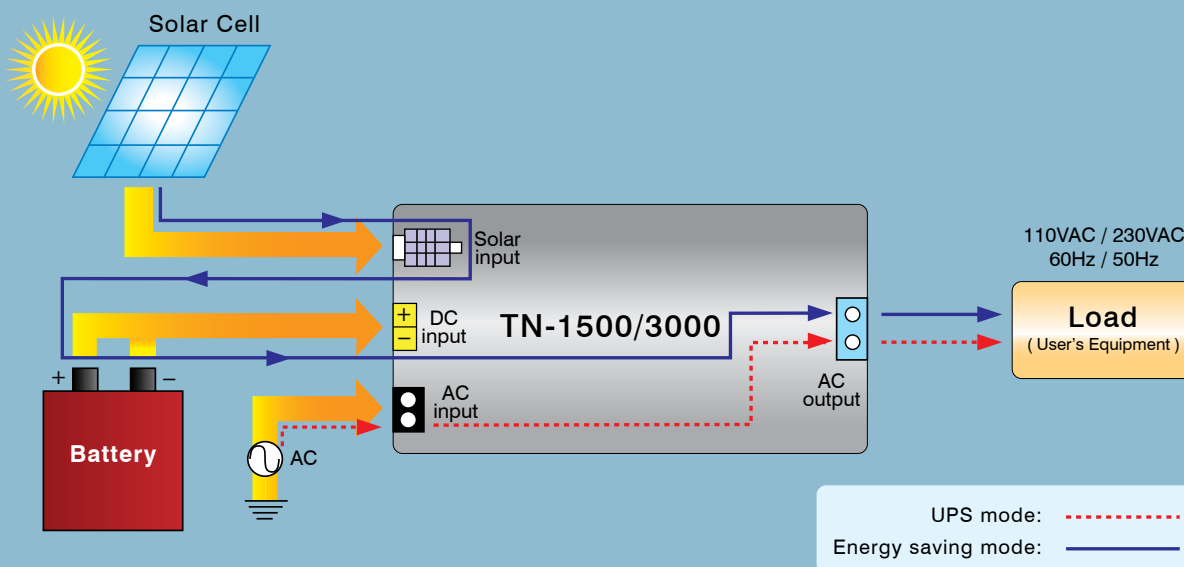 Solar Cell
Solar
input
110VAC / 230VAC
60Hz / 50Hz
+
−
DC
input
TN-1500/3000
Load
( User's Equipment )
+
−
AC
input
AC
output
Battery
AC
UPS mode:
Energy saving mode: